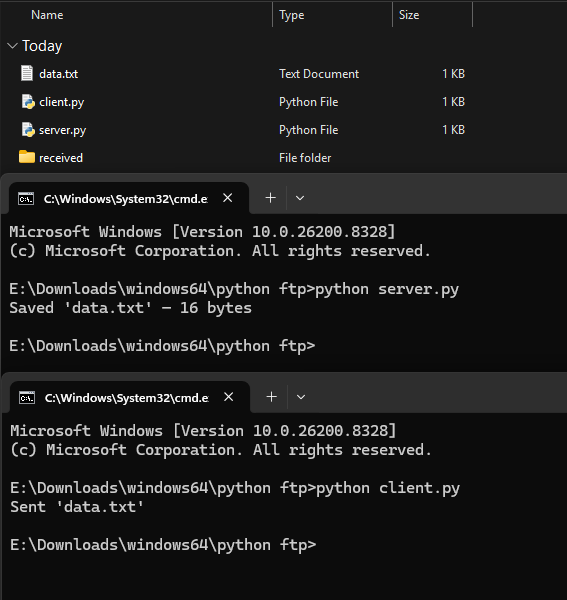 Name Type Size
Today
data.txt Text Document 1 KB
client.py Python File 1 KB
server.py Python File 1 KB
received File folder
C:\Windows\System32\cmd.e
Microsoft Windows [Version 10.0.26200.8328]
(c) Microsoft Corporation. All rights reserved.
E:\Downloads\windows64\python ftp>python server.py
Saved 'data.txt' — 16 bytes
E:\Downloads\windows64\python ftp>
C:\Windows\System32\cmd.e
Microsoft Windows [Version 10.0.26200.8328]
(c) Microsoft Corporation. All rights reserved.
E:\Downloads\windows64\python ftp>python client.py
Sent 'data.txt'
E:\Downloads\windows64\python ftp>